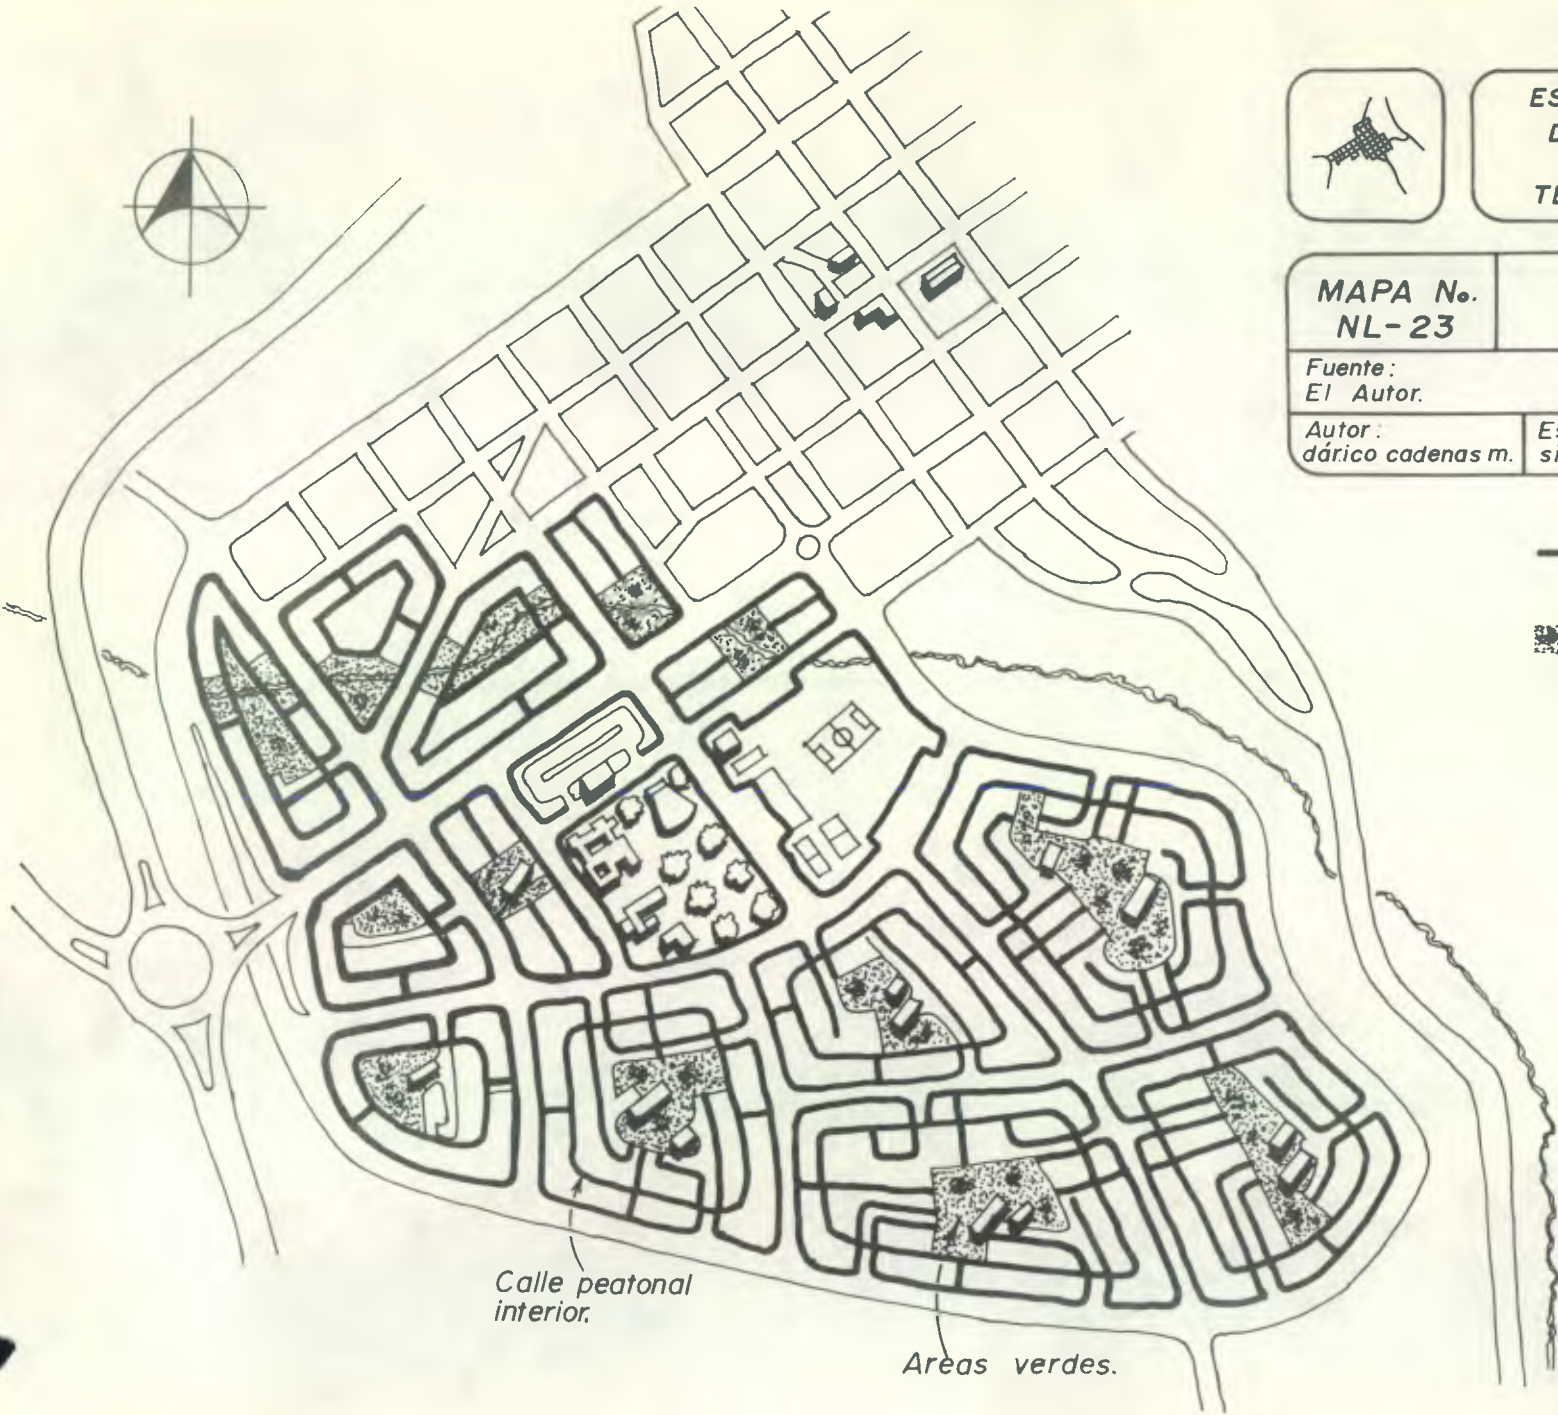 MAPA No.
NL-23
Fuente:
El Autor.
Autor:
dárico cadenas m.
Calle peatonal
interior.
Areas verdes.